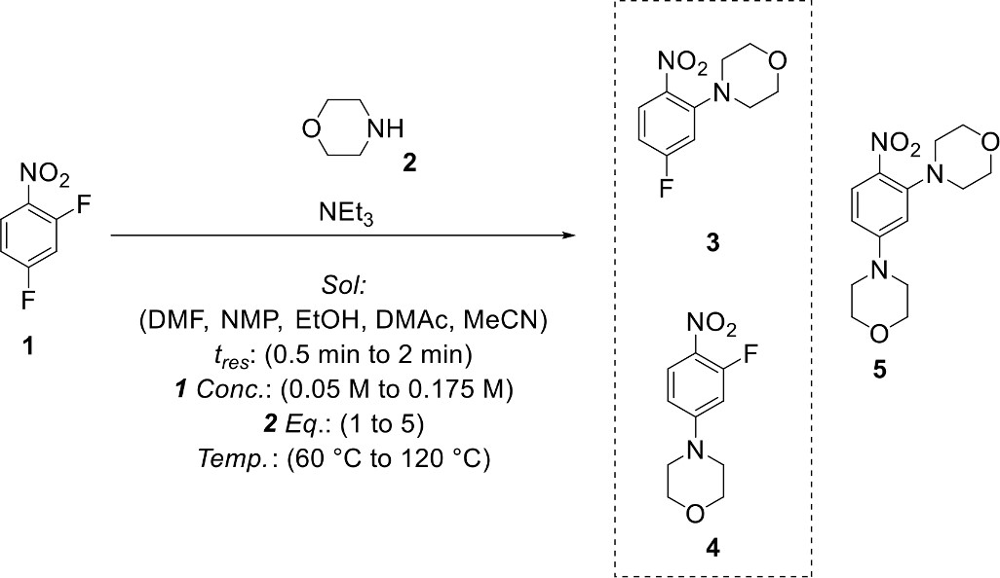 NO2
F
F
1
O
NH
2
NEt3
Sol:
(DMF, NMP, EtOH, DMAc, MeCN)
tres: (0.5 min to 2 min)
1 Conc.: (0.05 M to 0.175 M)
2 Eq.: (1 to 5)
Temp.: (60 °C to 120 °C)
NO2
N
O
F
3
NO2
F
N
O
4
NO2
N
O
N
O
5